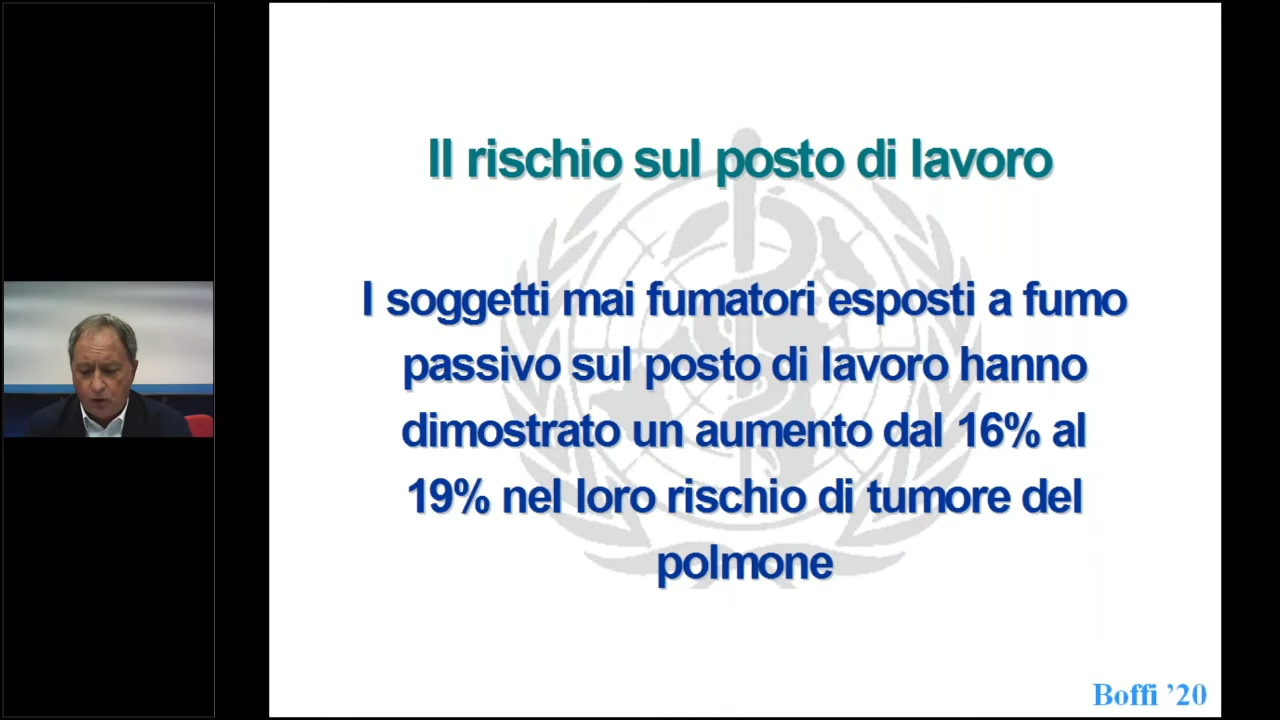 Il rischio sul posto di lavoro
I soggetti mai fumatori esposti a fumo
passivo sul posto di lavoro hanno
dimostrato un aumento dal 16% al
19% nel loro rischio di tumore del
polmone
Boffi ’20